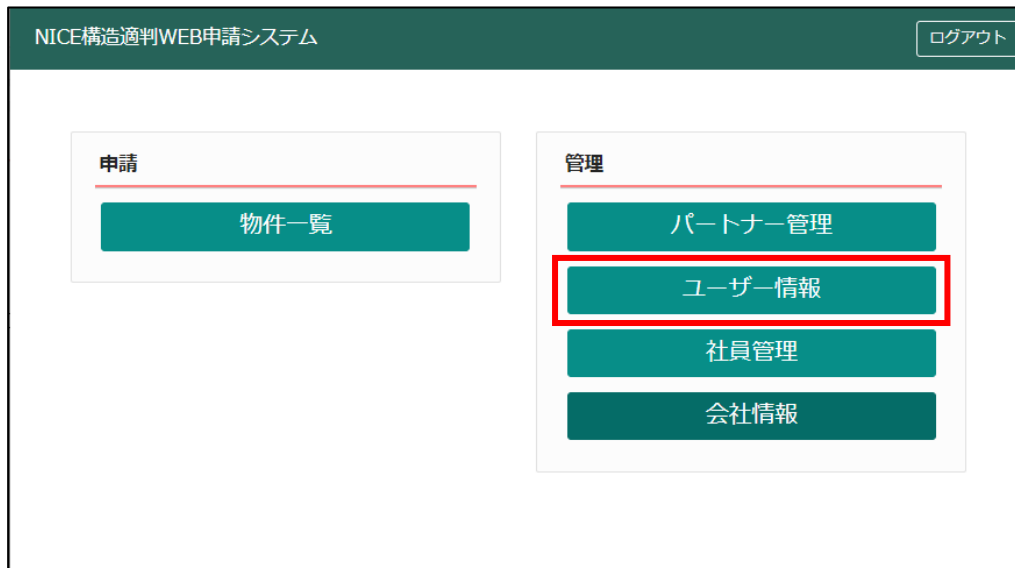 NICE構造適判WEB申請システム
ログアウト
申請
物件一覧
管理
パートナー管理
ユーザー情報
社員管理
会社情報